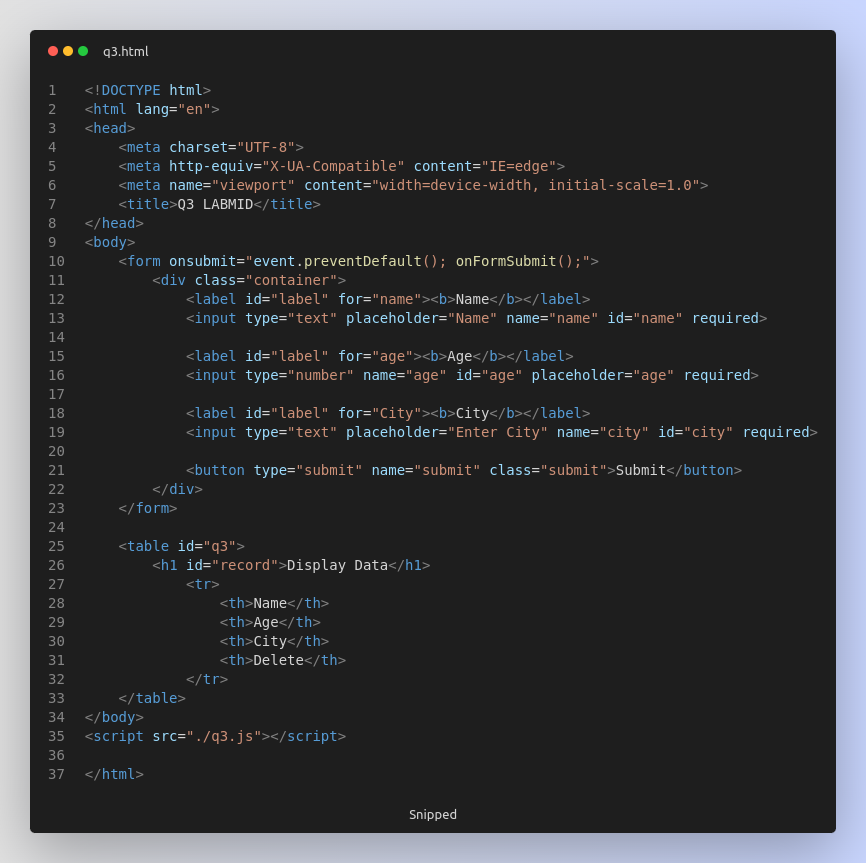 q3.html
1 <!DOCTYPE html>
2 <html lang="en">
3 <head>
4     <meta charset="UTF-8">
5     <meta http-equiv="X-UA-Compatible" content="IE=edge">
6     <meta name="viewport" content="width=device-width, initial-scale=1.0">
7     <title>Q3 LABMID</title>
8 </head>
9 <body>
10     <form onsubmit="event.preventDefault(); onFormSubmit();">
11         <div class="container">
12             <label id="label" for="name"><b>Name</b></label>
13             <input type="text" placeholder="Name" name="name" id="name" required>
14
15             <label id="label" for="age"><b>Age</b></label>
16             <input type="number" name="age" id="age" placeholder="age" required>
17
18             <label id="label" for="City"><b>City</b></label>
19             <input type="text" placeholder="Enter City" name="city" id="city" required>
20
21             <button type="submit" name="submit" class="submit">Submit</button>
22         </div>
23     </form>
24
25     <table id="q3">
26         <h1 id="record">Display Data</h1>
27             <tr>
28                 <th>Name</th>
29                 <th>Age</th>
30                 <th>City</th>
31                 <th>Delete</th>
32             </tr>
33     </table>
34 </body>
35 <script src="./q3.js"></script>
36
37 </html>
Snipped